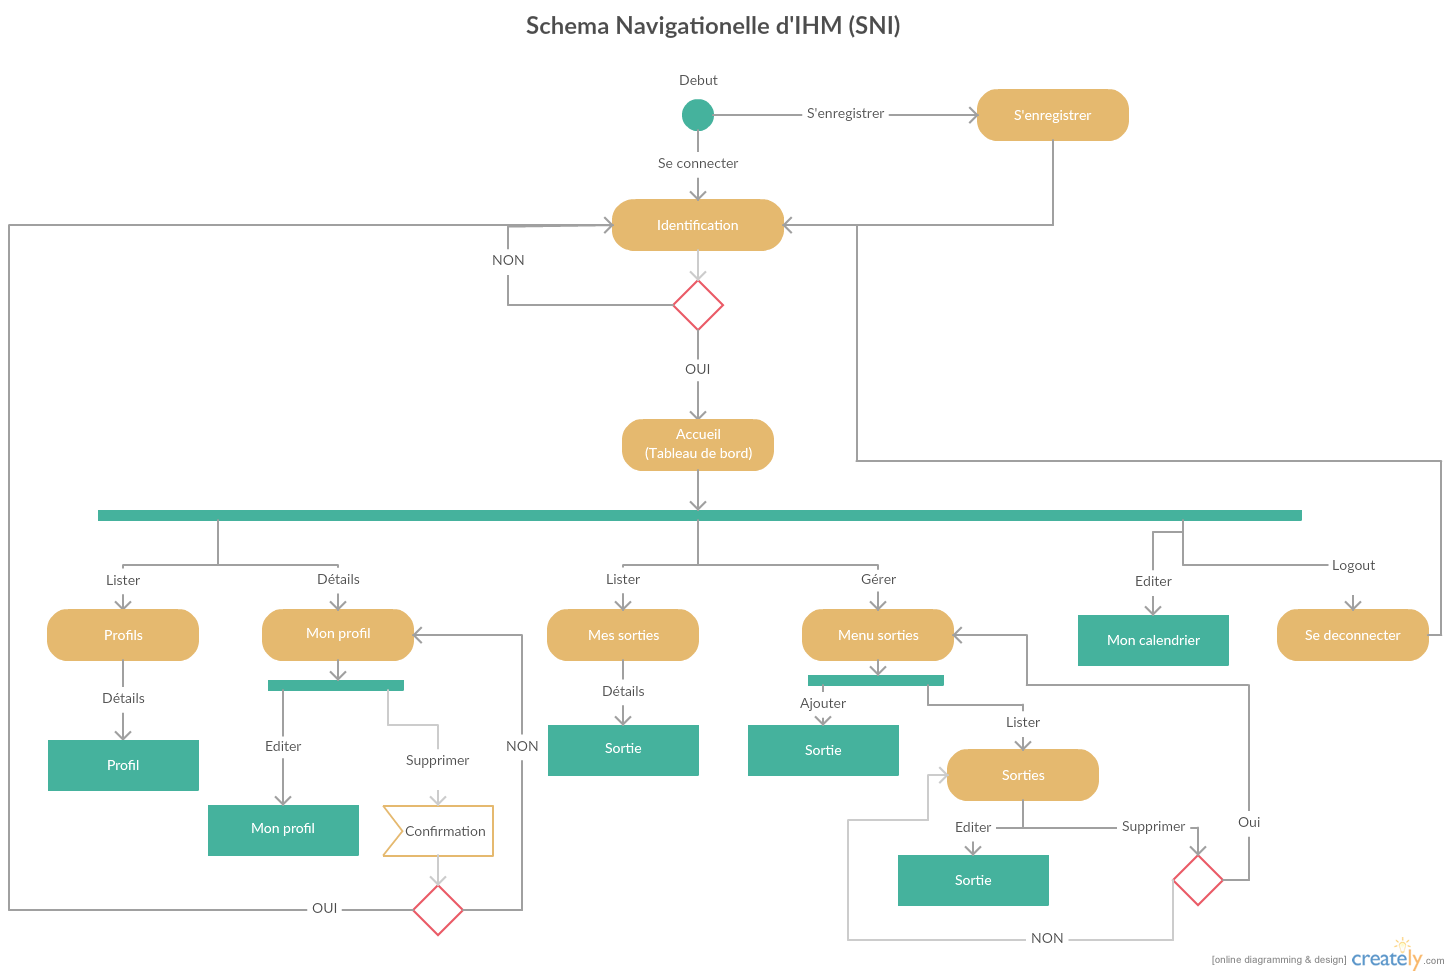 Schema Navigationelle d'IHM (SNI)
Debut
S'enregistrer
S'enregistrer
Se connecter
Identification
NON
OUI
Accueil
(Tableau de bord)
Lister
Détails
Lister
Gérer
Editer
Logout
Profils
Mon profil
Mes sorties
Menu sorties
Mon calendrier
Se deconnecter
Détails
Détails
Ajouter
Lister
Editer
Supprimer
NON
Sortie
Sortie
Profil
Sorties
Mon profil
Confirmation
Editer
Supprimer
Oui
Sortie
OUI
NON
[online diagramming & design] creately.com